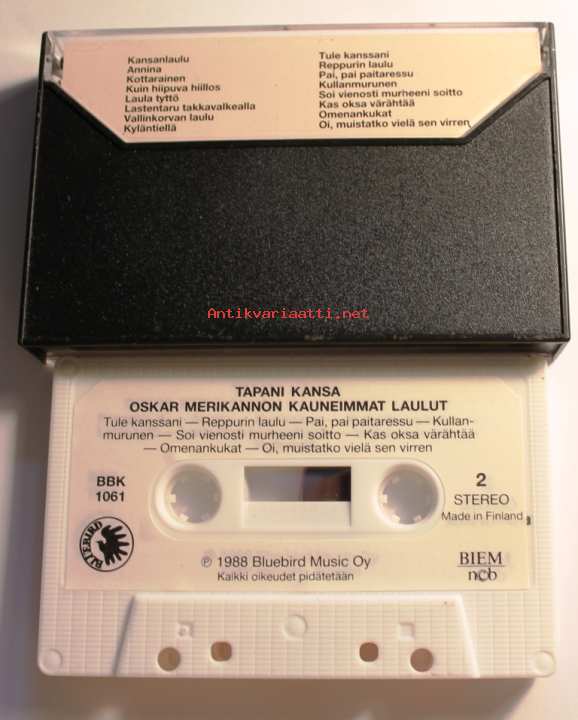 Kansanlaulu
Annina
Kottarainen
Kuin hiipuva hiillos
Laula tyttö
Lastentaru takkavalkealla
Vallinkorvan laulu
Kyläntiellä
Tule kanssani
Reppurin laulu
Pai, pai paitaressu
Kullanmurunen
Soi vienosti murheeni soitto
Kas oksa värähtää
Omenankukat
Oi, muistatko vielä sen virren
Antikvariaatti.net
TAPANI KANSA
OSKAR MERIKANNON KAUNEIMMAT LAULUT
Tule kanssani — Reppurin laulu — Pai, pai paitaressu — Kullan-
murunen — Soi vienosti murheeni soitto — Kas oksa värähtää
— Omenankukat — Oi, muistatko vielä sen virren
BBK
1061
BLUEBIRD
2
STEREO
Made in Finland
℗ 1988 Bluebird Music Oy
Kaikki oikeudet pidätetään
BIEM
ncb